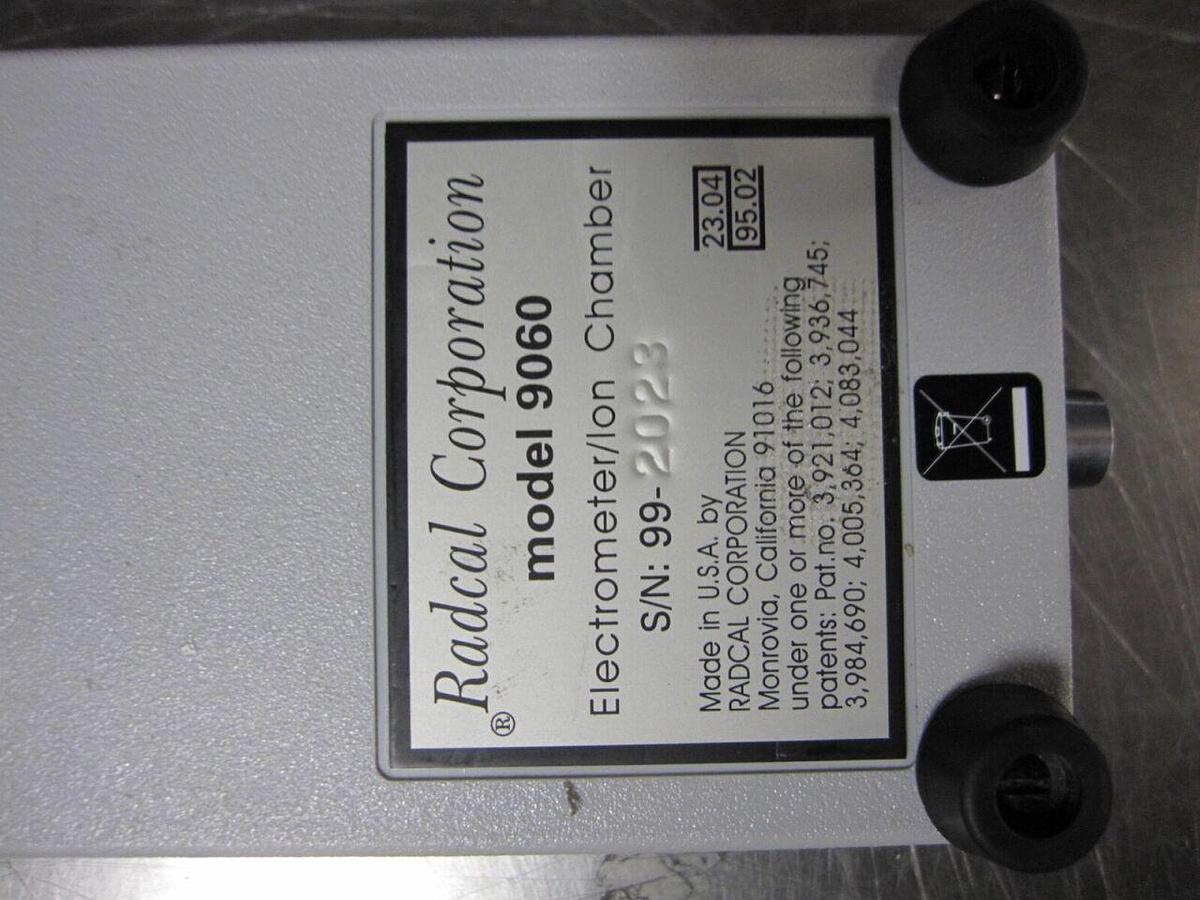 Radcal Corporation
®
model 9060
Electrometer/Ion Chamber
S/N: 99-2023
23.04
95.02
Made in U.S.A. by
RADCAL CORPORATION
Monrovia, California 91016
under one or more of the following
patents: Pat.no. 3,921,012; 3,936,745;
3,984,690; 4,005,364; 4,083,044